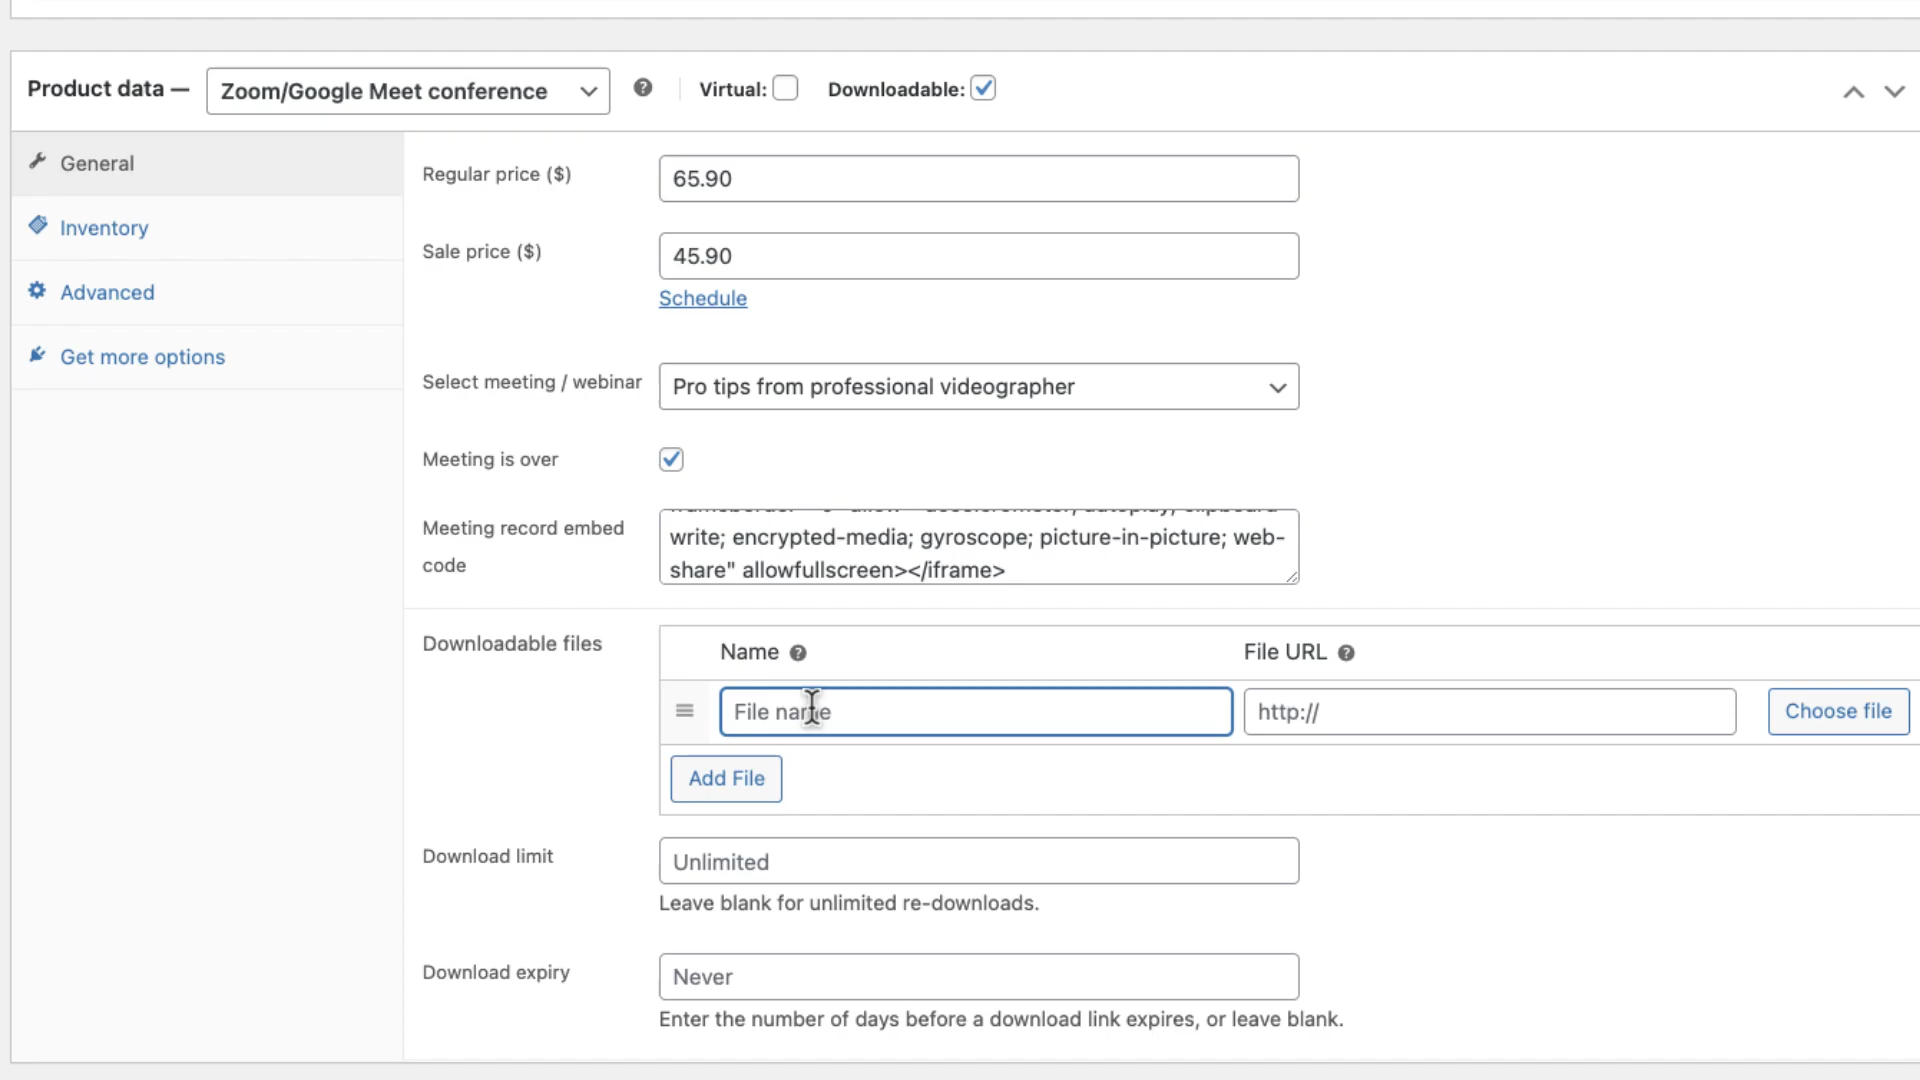 Product data —
Zoom/Google Meet conference
Virtual:
Downloadable:
General
Inventory
Advanced
Get more options
Regular price ($)
65.90
Sale price ($)
45.90
Schedule
Select meeting / webinar
Pro tips from professional videographer
Meeting is over
Meeting record embed
code
write; encrypted-media; gyroscope; picture-in-picture; web-
share" allowfullscreen></iframe>
Downloadable files
Name
File URL
File name
http://
Choose file
Add File
Download limit
Unlimited
Leave blank for unlimited re-downloads.
Download expiry
Never
Enter the number of days before a download link expires, or leave blank.